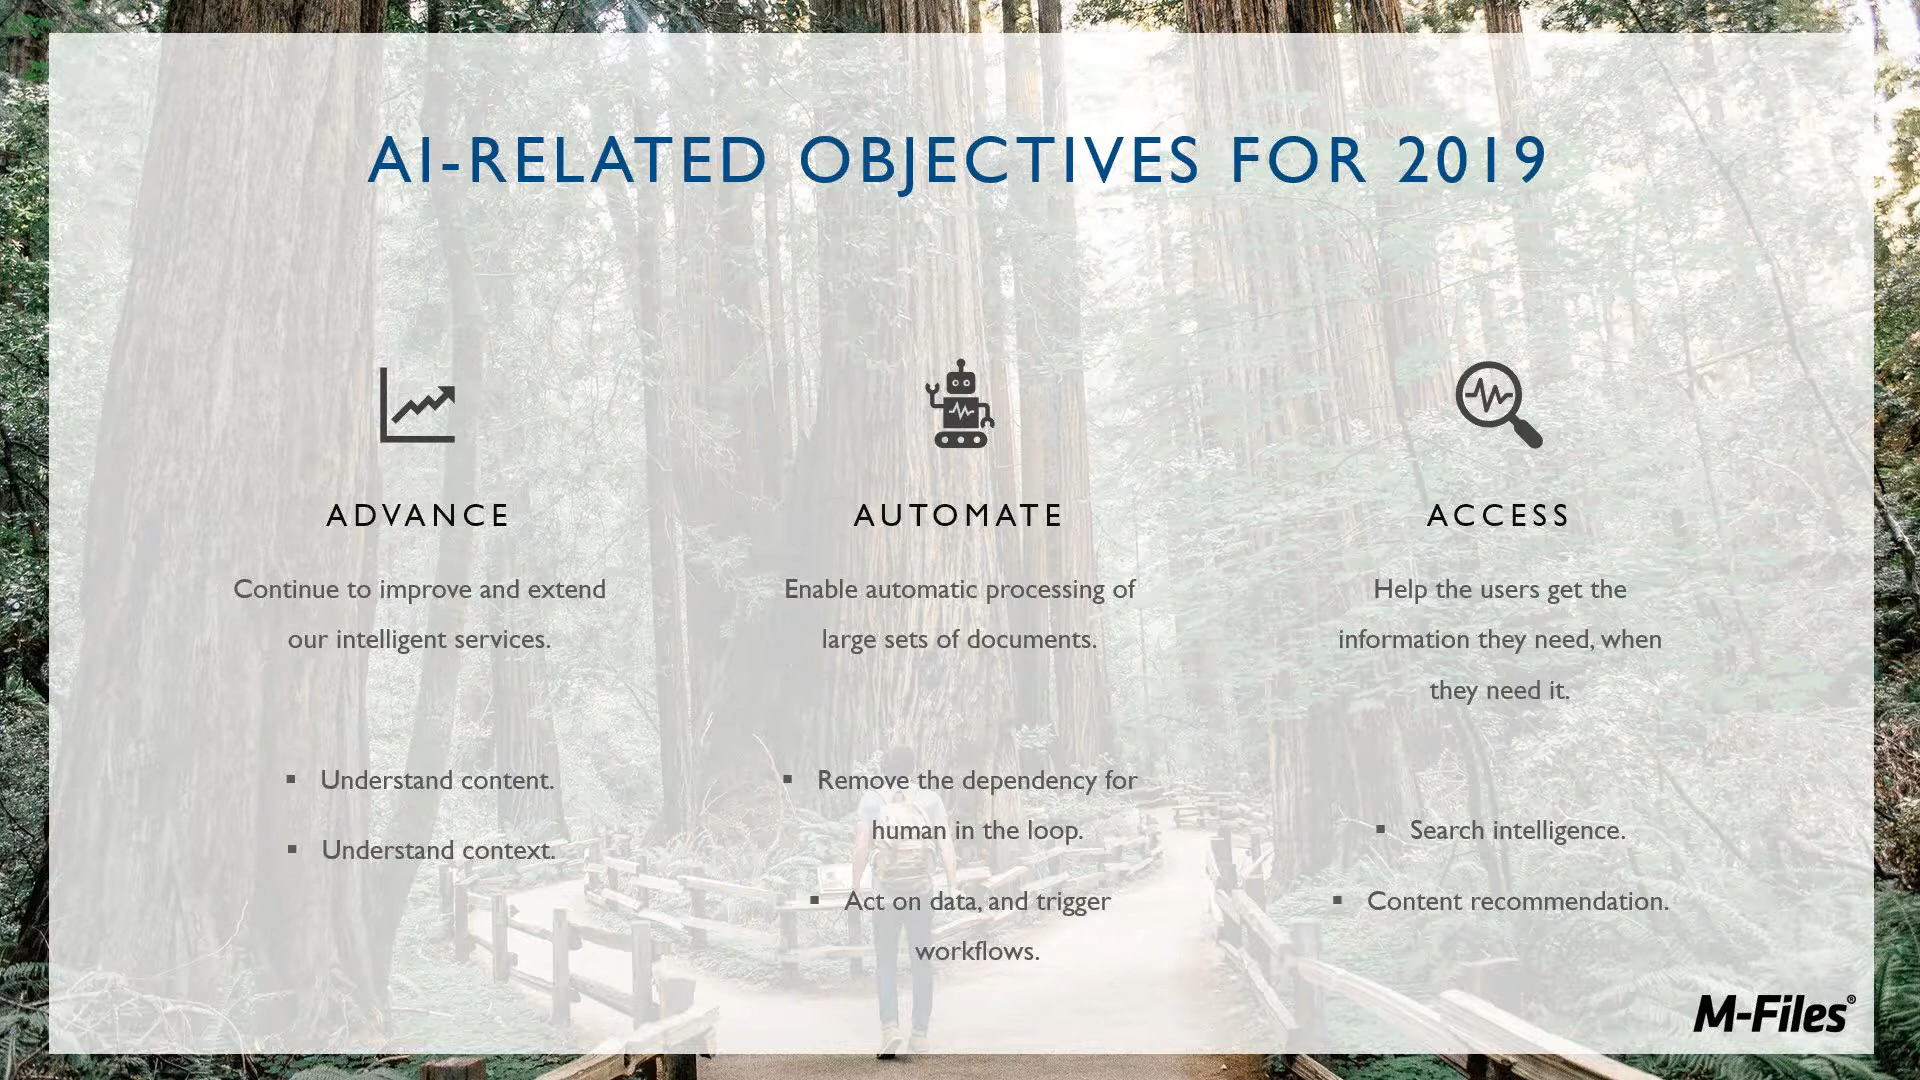 AI-RELATED OBJECTIVES FOR 2019
ADVANCE
Continue to improve and extend
our intelligent services.
▪ Understand content.
▪ Understand context.
AUTOMATE
Enable automatic processing of
large sets of documents.
▪ Remove the dependency for
human in the loop.
▪ Act on data, and trigger
workflows.
ACCESS
Help the users get the
information they need, when
they need it.
▪ Search intelligence.
▪ Content recommendation.
M-Files®